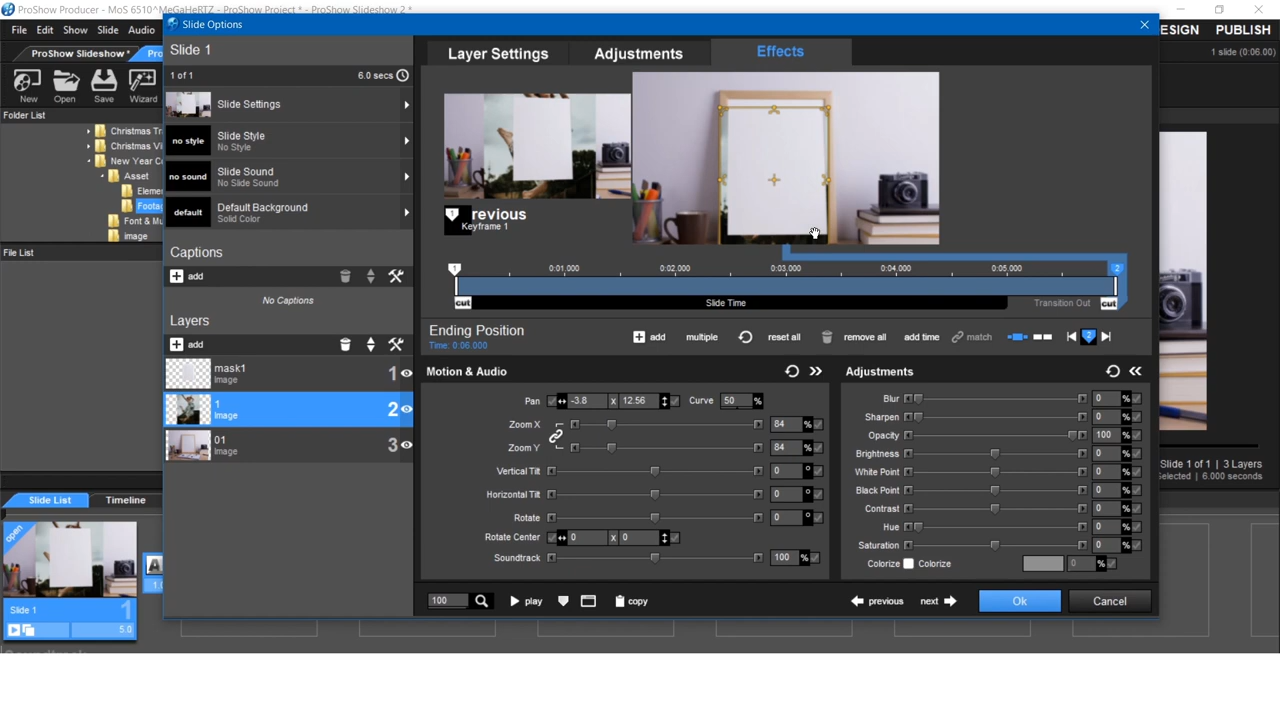 ProShow Producer - MoS 6510^MeGaHeRTZ - ProShow Project * - ProShow Slideshow 2 *
File Edit Show Slide Audio
Slide Options
DESIGN PUBLISH
ProShow Slideshow * Pro
1 slide (0:06.00)
New Open Save Wizard
Folder List
Christmas Tr
Christmas Vi
New Year C
Asset
Eleme
Foota
Font & Mu
image
File List
Slide 1
1 of 1 6.0 secs
Slide Settings
no style Slide Style
No Style
no sound Slide Sound
No Slide Sound
default Default Background
Solid Color
Captions
add
No Captions
Layers
add
mask1
Image 1
1
Image 2
01
Image 3
Layer Settings Adjustments Effects
1 revious
Keyframe 1
1 0:01.000 0:02.000 0:03.000 0:04.000 0:05.000 2
cut Slide Time Transition Out cut
Ending Position
Time: 0:06.000
add multiple reset all remove all add time match 2
Motion & Audio
Pan -3.8 x 12.56 Curve 50 %
Zoom X 84 %
Zoom Y 84 %
Vertical Tilt 0 °
Horizontal Tilt 0 °
Rotate 0 °
Rotate Center 0 x 0
Soundtrack 100 %
Adjustments
Blur 0 %
Sharpen 0 %
Opacity 100 %
Brightness 0 %
White Point 0 %
Black Point 0 %
Contrast 0 %
Hue 0 %
Saturation 0 %
Colorize Colorize 0 %
100 play copy previous next Ok Cancel
Slide 1 of 1 | 3 Layers
selected | 6.000 seconds
Slide List Timeline
open
Slide 1 1
5.0
1.0